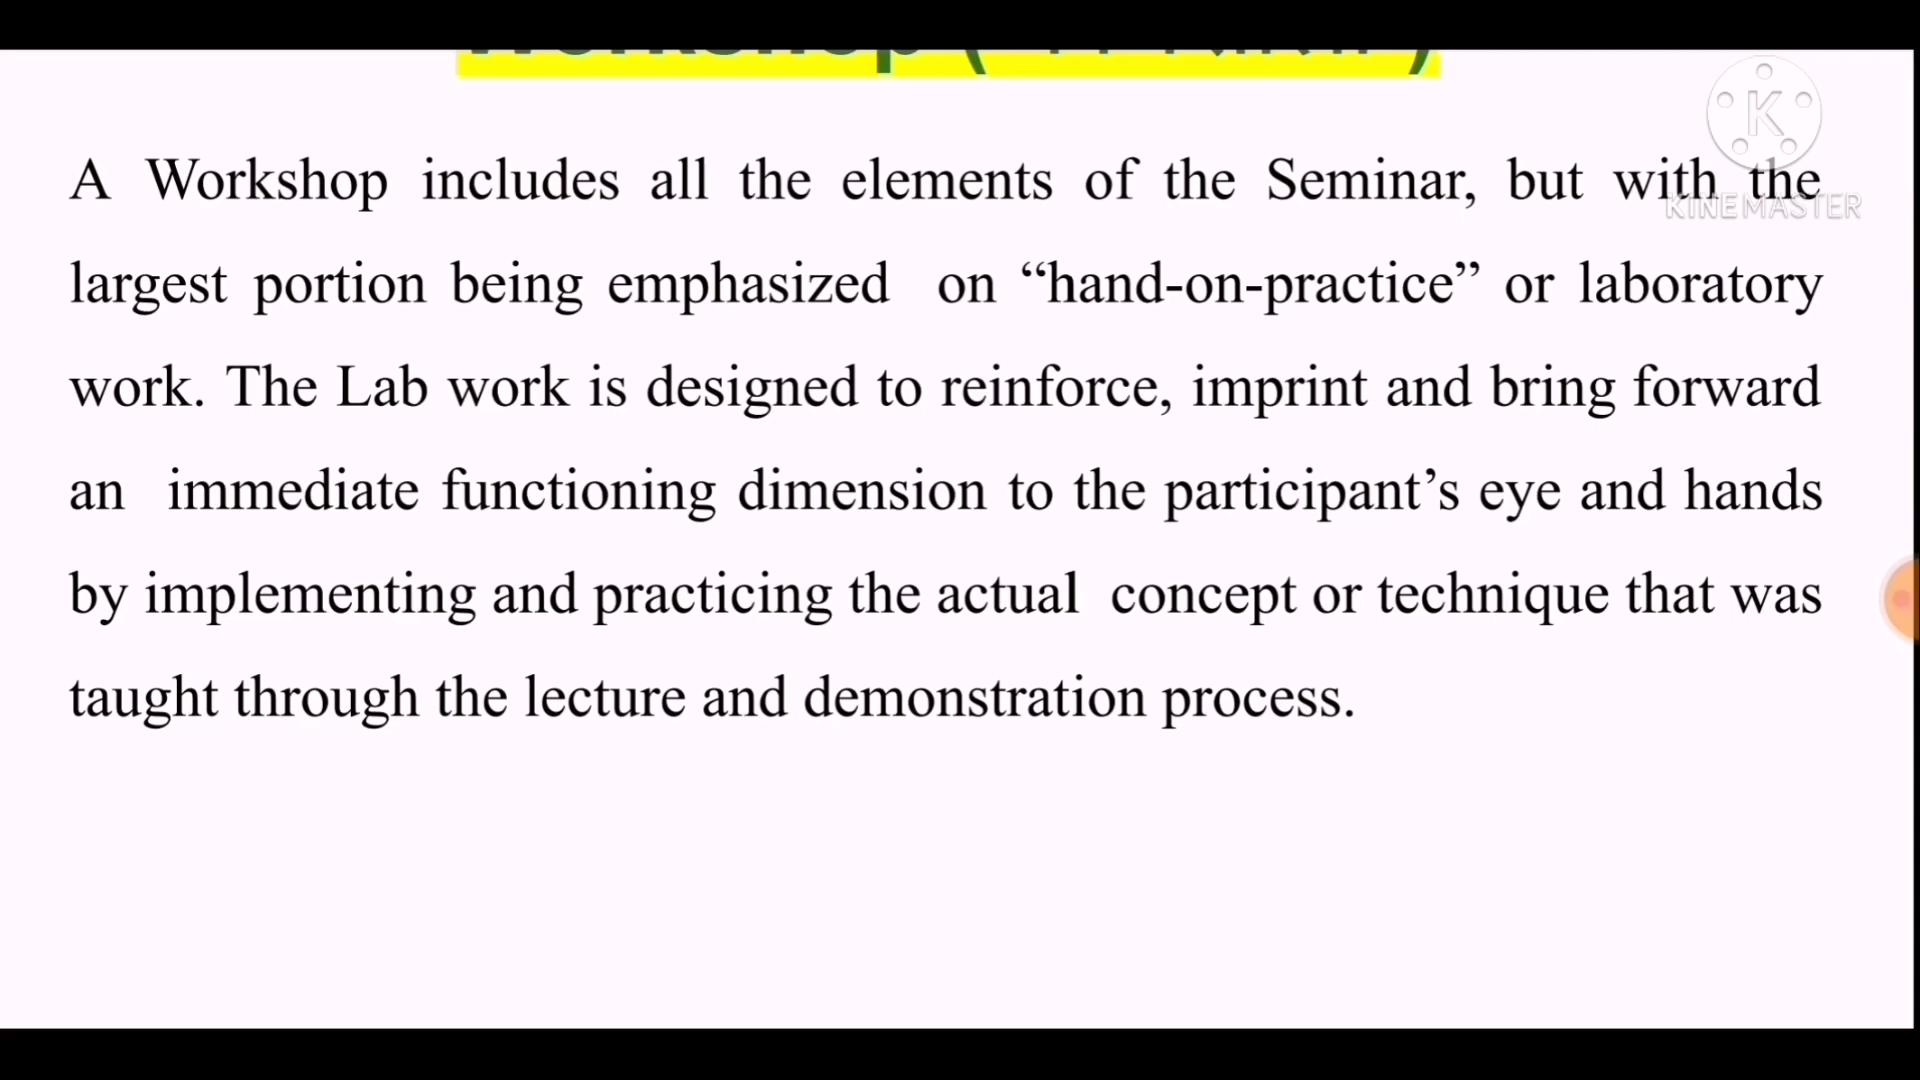 Workshop (
A Workshop includes all the elements of the Seminar, but with the
largest portion being emphasized on “hand-on-practice” or laboratory
work. The Lab work is designed to reinforce, imprint and bring forward
an immediate functioning dimension to the participant’s eye and hands
by implementing and practicing the actual concept or technique that was
taught through the lecture and demonstration process.
K
KINEMASTER